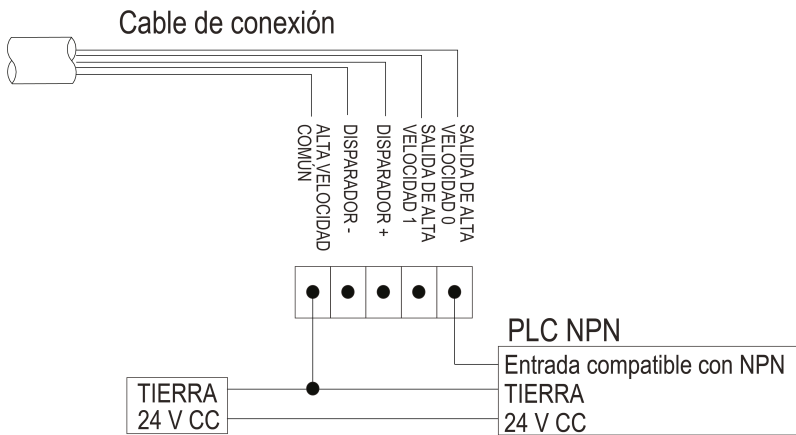 Cable de conexión
ALTA VELOCIDAD
COMÚN
DISPARADOR -
DISPARADOR +
SALIDA DE ALTA
VELOCIDAD 1
SALIDA DE ALTA
VELOCIDAD 0
PLC NPN
Entrada compatible con NPN
TIERRA
24 V CC
TIERRA
24 V CC